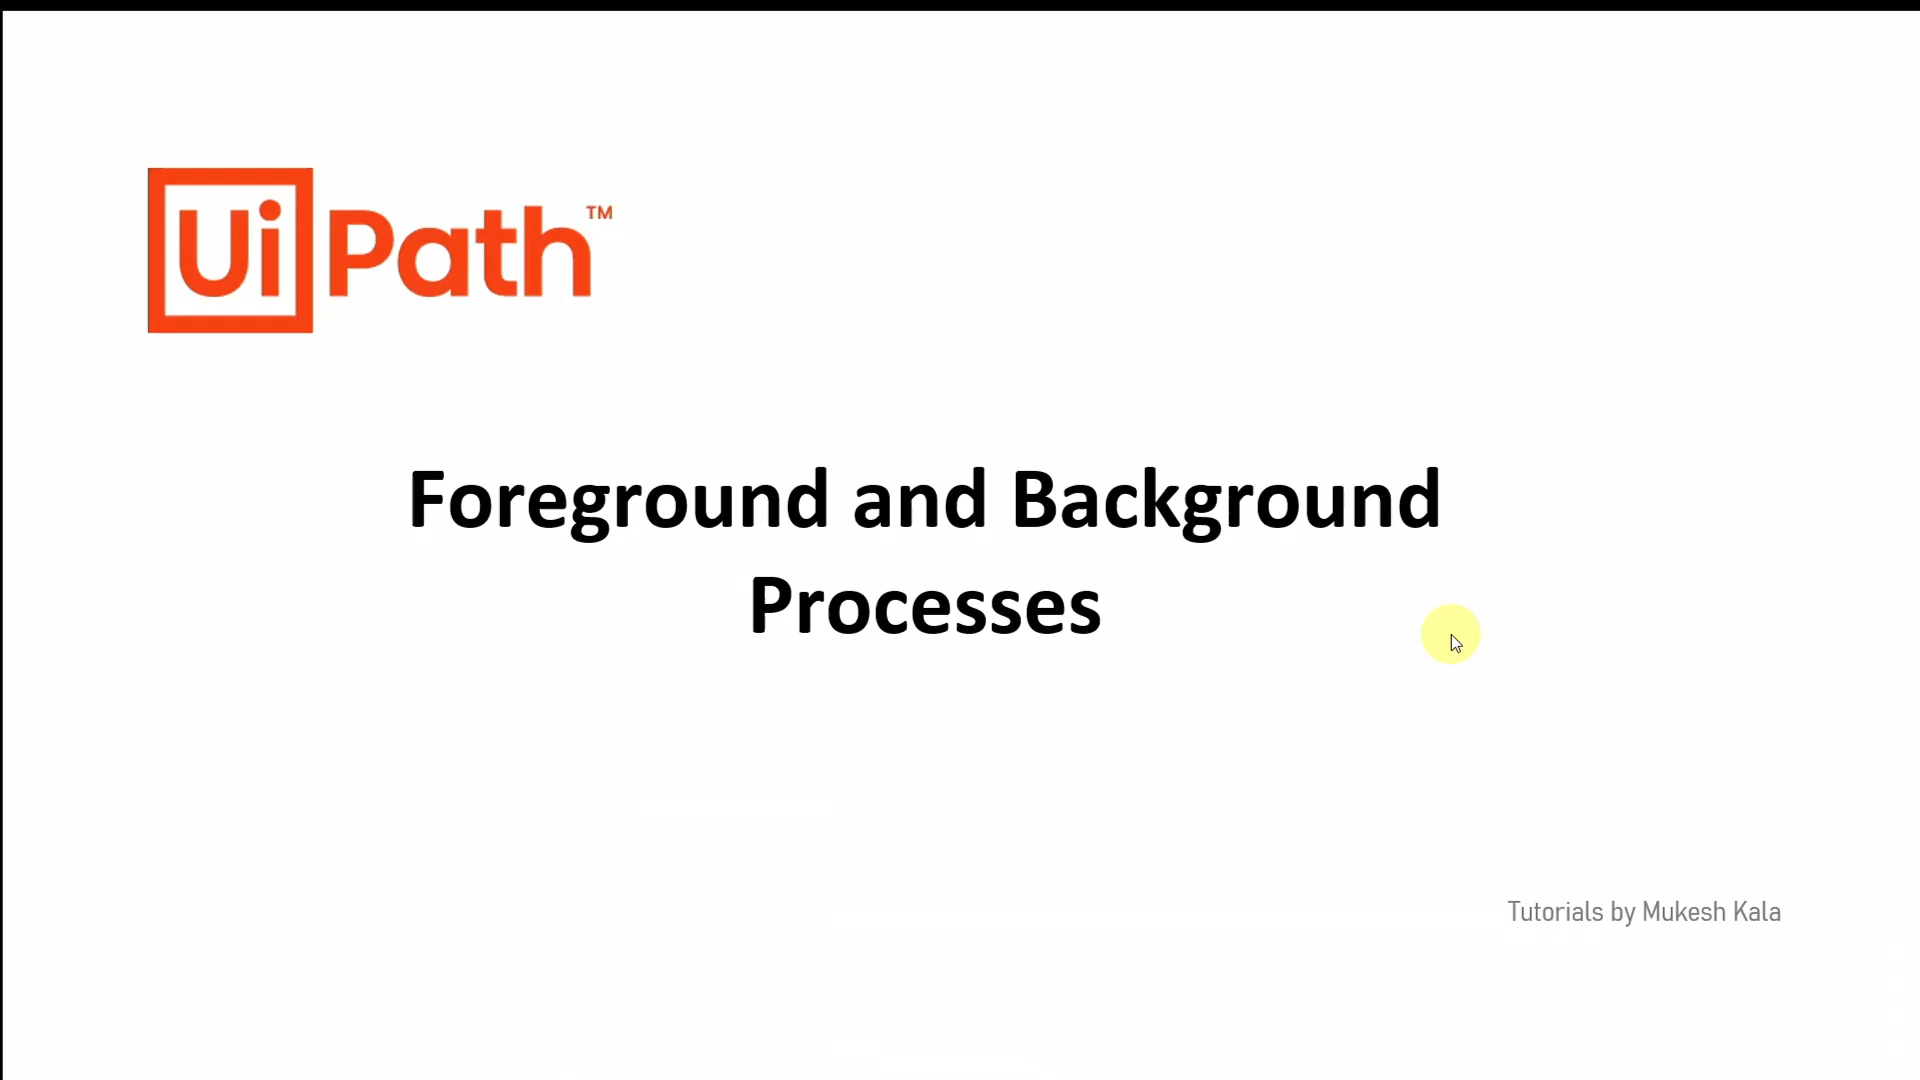 UiPath™
Foreground and Background
Processes
Tutorials by Mukesh Kala